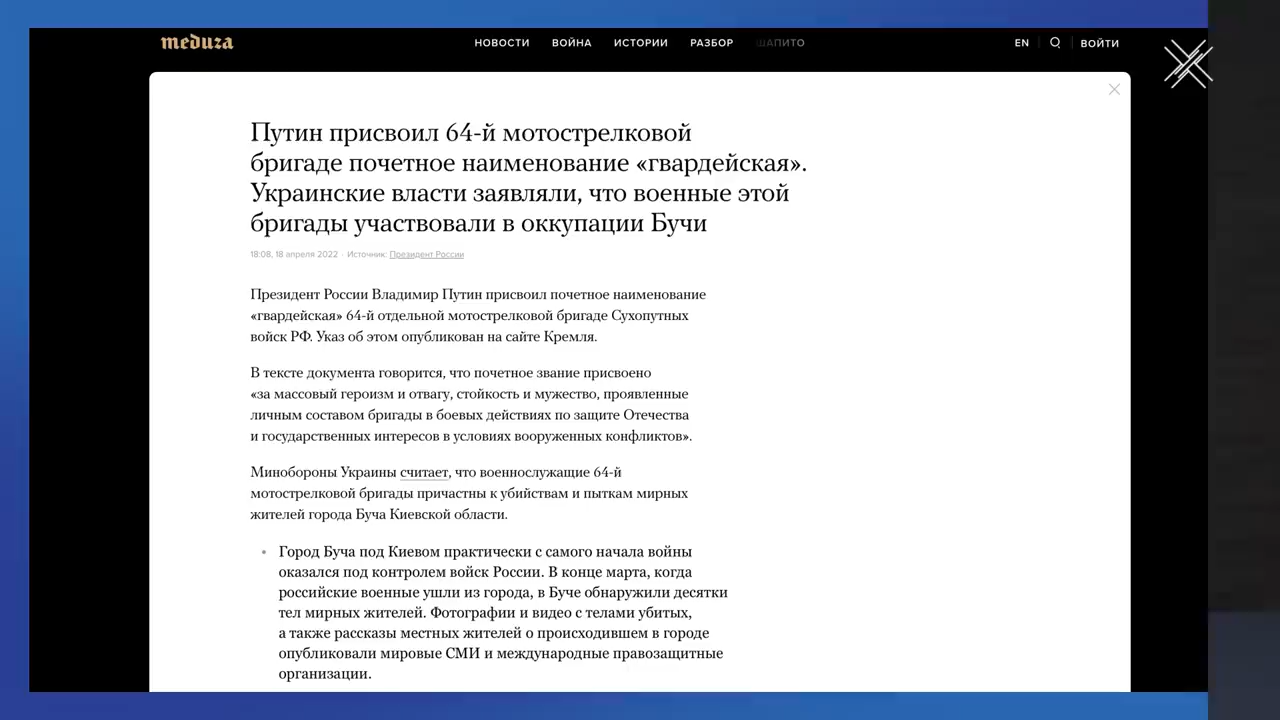 meduza
НОВОСТИ ВОЙНА ИСТОРИИ РАЗБОР ШАПИТО EN ВОЙТИ
Путин присвоил 64-й мотострелковой
бригаде почетное наименование «гвардейская».
Украинские власти заявляли, что военные этой
бригады участвовали в оккупации Бучи
18:08, 18 апреля 2022 · Источник: Президент России
Президент России Владимир Путин присвоил почетное наименование
«гвардейская» 64-й отдельной мотострелковой бригаде Сухопутных
войск РФ. Указ об этом опубликован на сайте Кремля.
В тексте документа говорится, что почетное звание присвоено
«за массовый героизм и отвагу, стойкость и мужество, проявленные
личным составом бригады в боевых действиях по защите Отечества
и государственных интересов в условиях вооруженных конфликтов».
Минобороны Украины считает, что военнослужащие 64-й
мотострелковой бригады причастны к убийствам и пыткам мирных
жителей города Буча Киевской области.
• Город Буча под Киевом практически с самого начала войны
оказался под контролем войск России. В конце марта, когда
российские военные ушли из города, в Буче обнаружили десятки
тел мирных жителей. Фотографии и видео с телами убитых,
а также рассказы местных жителей о происходившем в городе
опубликовали мировые СМИ и международные правозащитные
организации.